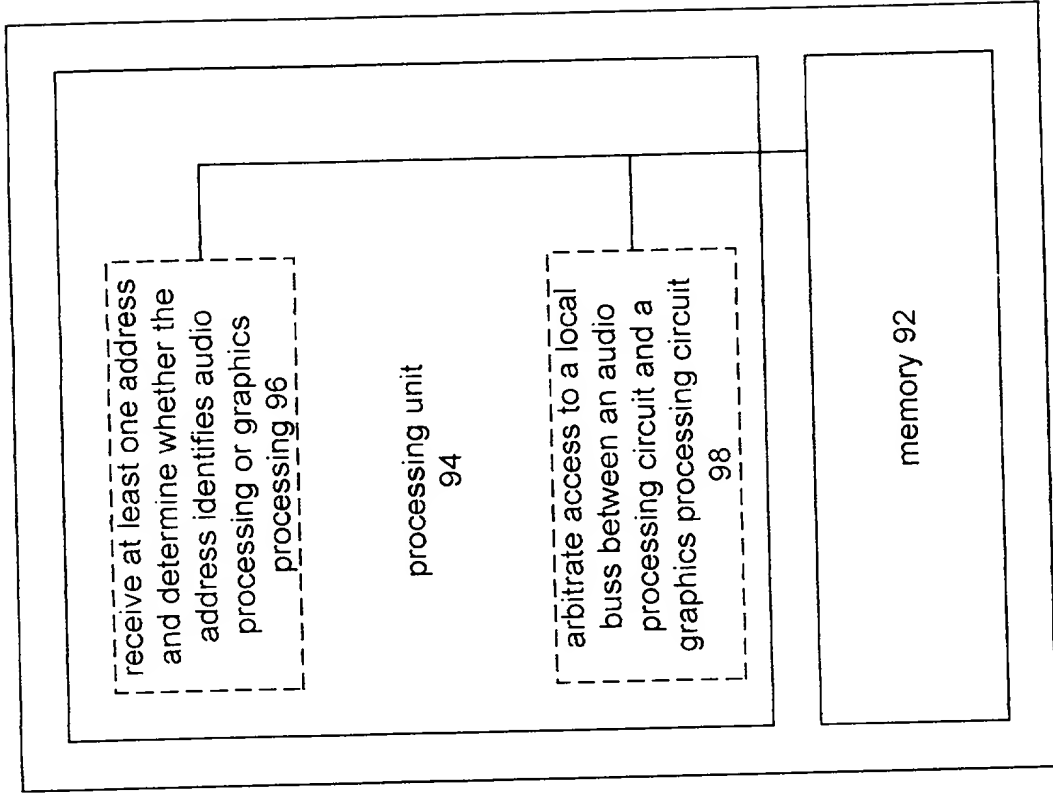 receive at least one address
and determine whether the
address identifies audio
processing or graphics
processing 96
processing unit
94
arbitrate access to a local
buss between an audio
processing circuit and a
graphics processing circuit
98
memory 92